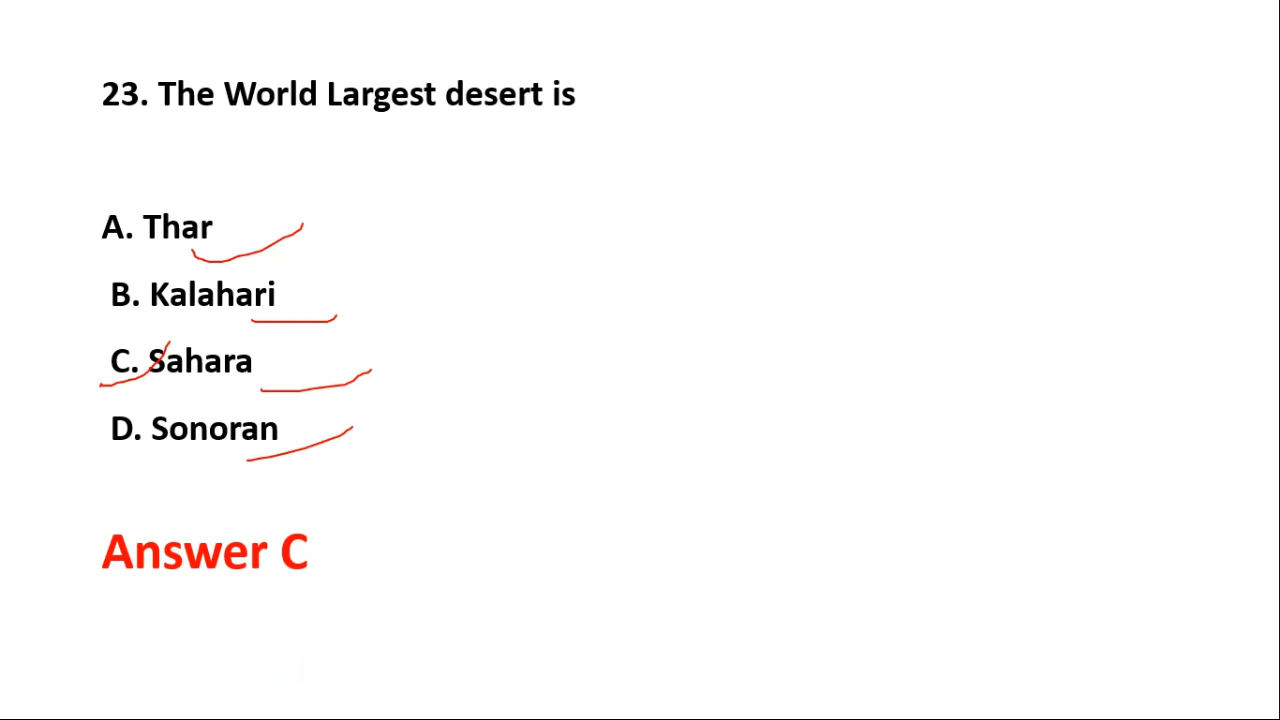 23. The World Largest desert is
A. Thar
B. Kalahari
C. Sahara
D. Sonoran
Answer C